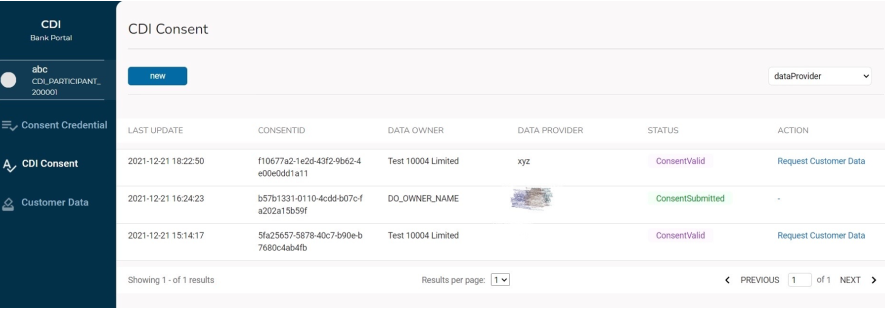 CDI
Bank Portal
abc
CDI_PARTICIPANT_
200001
Consent Credential
CDI Consent
Customer Data
CDI Consent
new
dataProvider
LAST UPDATE CONSENTID DATA OWNER DATA PROVIDER STATUS ACTION
2021-12-21 18:22:50 f10677a2-1e2d-43f2-9b62-4 Test 10004 Limited xyz ConsentValid Request Customer Data
e00e0dd1a11
2021-12-21 16:24:23 b57b1331-0110-4cdd-b07c-f DO_OWNER_NAME ConsentSubmitted -
a202a15b59f
2021-12-21 15:14:17 5fa25657-5878-40c7-b90e-b Test 10004 Limited ConsentValid Request Customer Data
7680c4ab4fb
Showing 1 - of 1 results Results per page: 1 PREVIOUS 1 of 1 NEXT